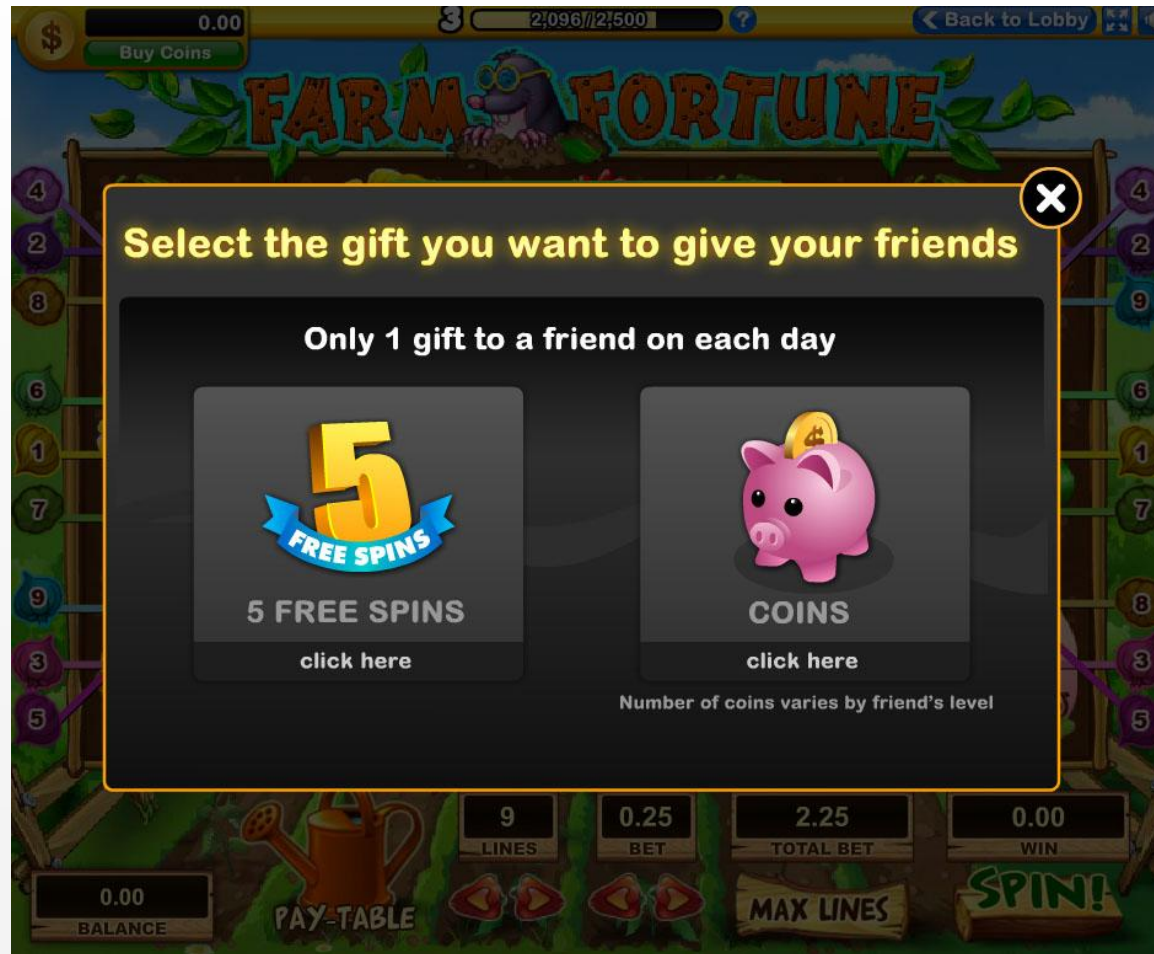 $ 0.00 3 2,096/2,500 ? Back to Lobby
Buy Coins
FARM FORTUNE
4 4
2 2
8 9
6 6
1 1
7 7
9 8
3 3
5 5
Select the gift you want to give your friends
Only 1 gift to a friend on each day
5
FREE SPINS
$
5 FREE SPINS
COINS
click here
click here
Number of coins varies by friend's level
9 0.25 2.25 0.00
LINES BET TOTAL BET WIN
0.00
BALANCE
PAY-TABLE
MAX LINES
SPIN!